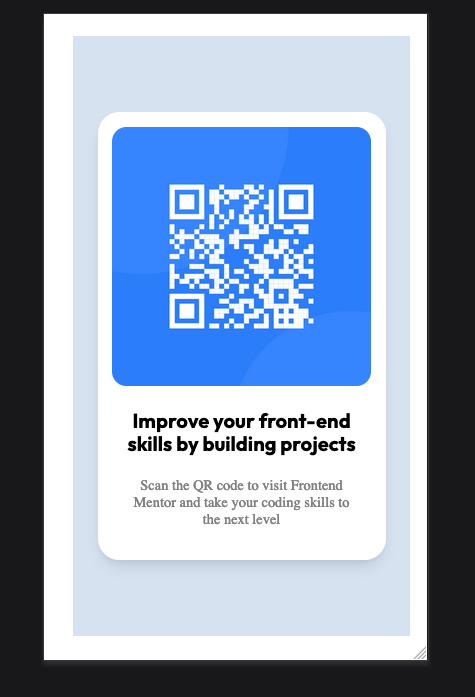 Improve your front-end
skills by building projects
Scan the QR code to visit Frontend
Mentor and take your coding skills to
the next level